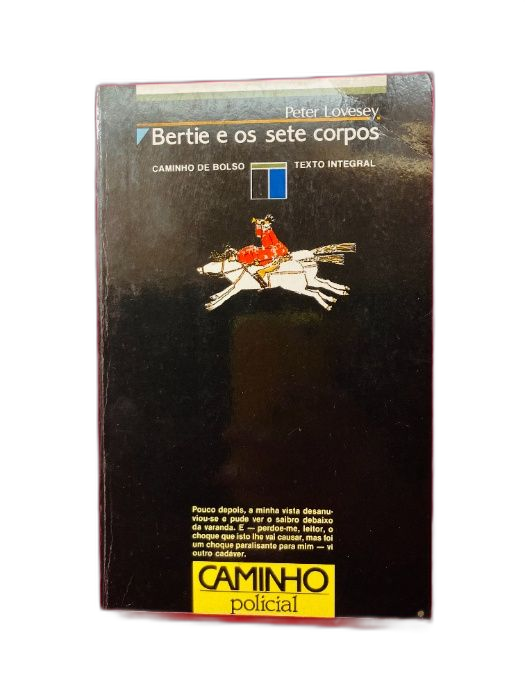 Peter Lovesey
Bertie e os sete corpos
CAMINHO DE BOLSO TEXTO INTEGRAL
Pouco depois, a minha vista desanu-
viou-se e pude ver o saibro debaixo
da varanda. E — perdoe-me, leitor, o
choque que isto lhe vai causar, mas foi
um choque paralisante para mim — vi
outro cadáver.
CAMINHO
policial